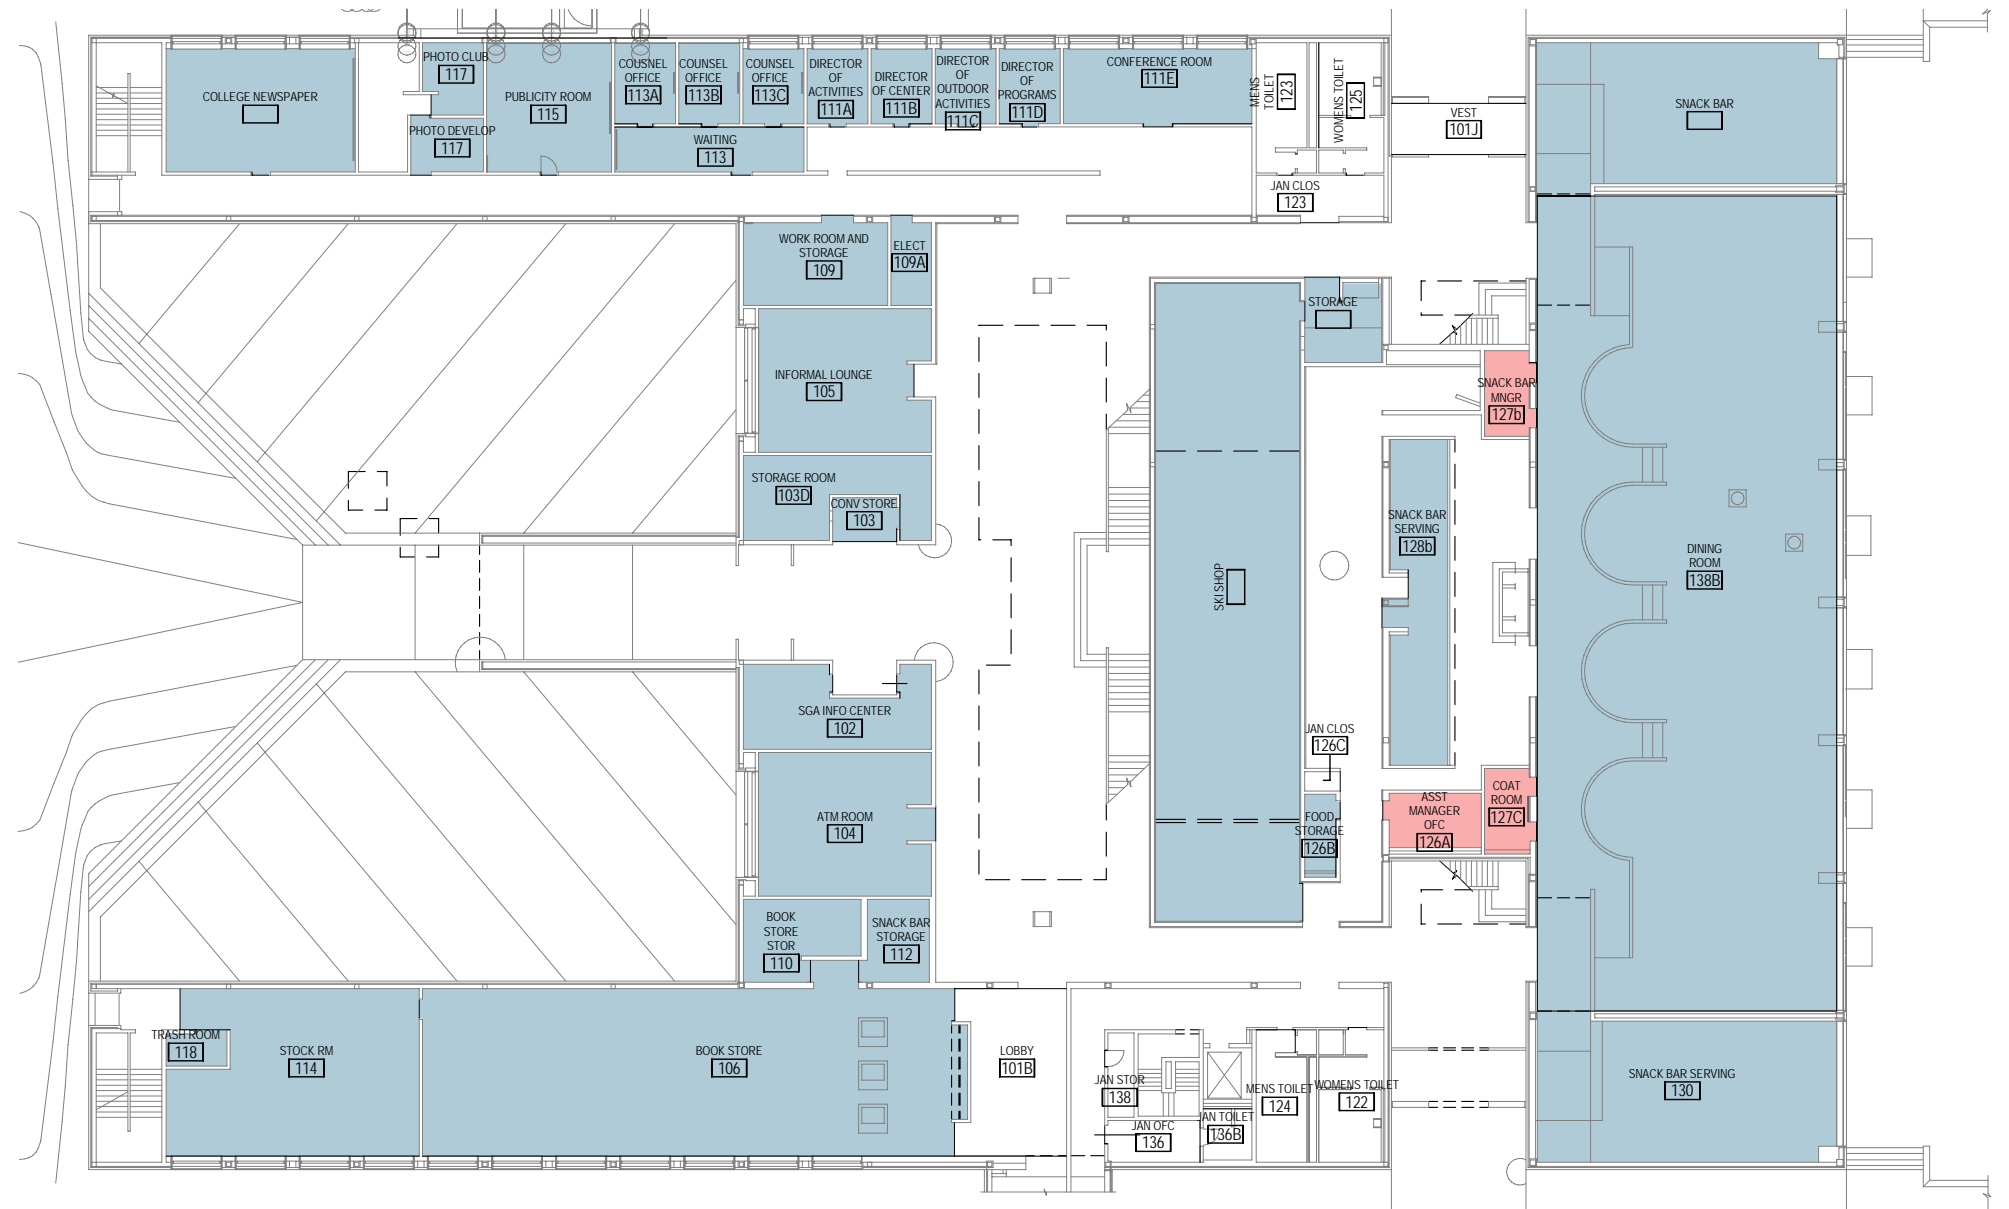 COLLEGE NEWSPAPER
PHOTO CLUB
117
PHOTO DEVELOP
117
PUBLICITY ROOM
115
COUSNEL
OFFICE
113A
COUNSEL
OFFICE
113B
COUNSEL
OFFICE
113C
WAITING
113
DIRECTOR
OF
ACTIVITIES
111A
DIRECTOR
OF CENTER
111B
DIRECTOR
OF
OUTDOOR
ACTIVITIES
111C
DIRECTOR
OF
PROGRAMS
111D
CONFERENCE ROOM
111E
MENS
TOILET
123
WOMENS TOILET
125
JAN CLOS
123
VEST
101J
SNACK BAR
WORK ROOM AND
STORAGE
109
ELECT
109A
INFORMAL LOUNGE
105
STORAGE ROOM
103D
CONV STORE
103
STORAGE
SKI SHOP
SNACK BAR
MNGR
127b
SNACK BAR
SERVING
128b
DINING
ROOM
138B
SGA INFO CENTER
102
ATM ROOM
104
JAN CLOS
126C
FOOD
STORAGE
126B
ASST
MANAGER
OFC
126A
COAT
ROOM
127C
BOOK
STORE
STOR
110
SNACK BAR
STORAGE
112
TRASH ROOM
118
STOCK RM
114
BOOK STORE
106
LOBBY
101B
JAN STOR
138
JAN OFC
136
JAN TOILET
136B
MENS TOILET
124
WOMENS TOILET
122
SNACK BAR SERVING
130